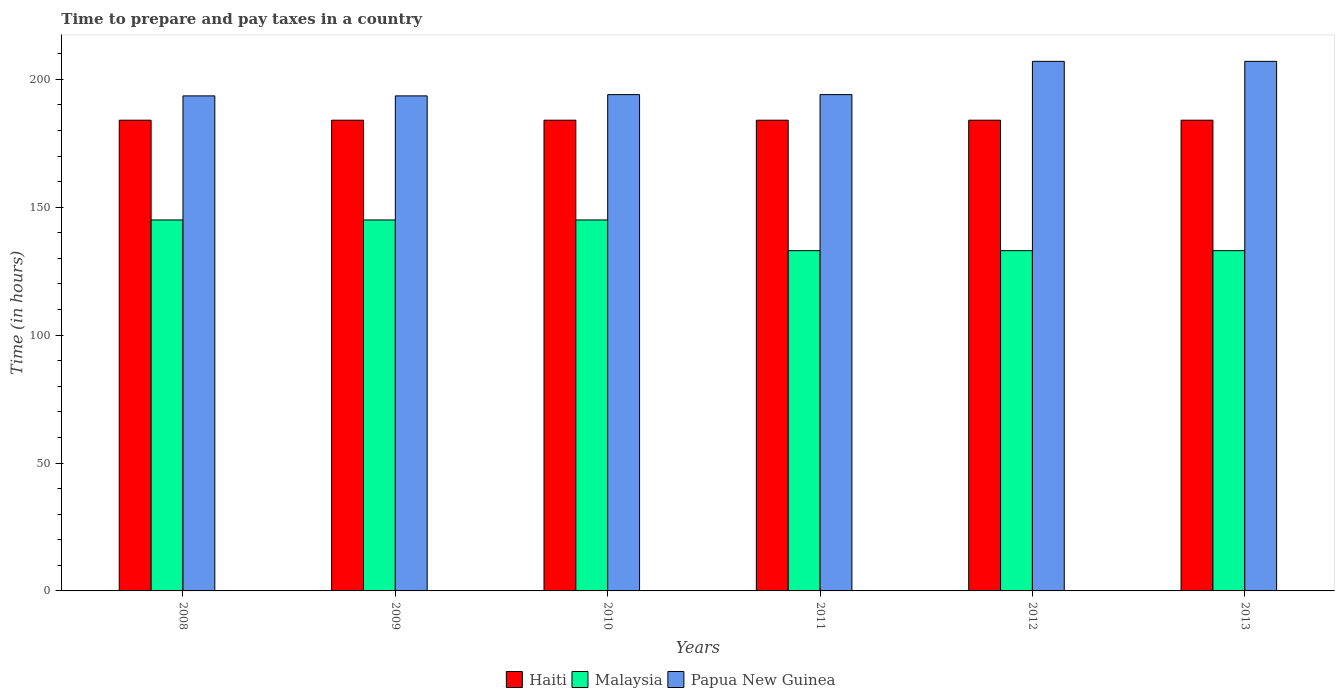 Time to prepare and pay taxes in a country
Time (in hours)
200
150
100
50
0
2008
2009
2010
2011
2012
2013
Years
Haiti
Malaysia
Papua New Guinea